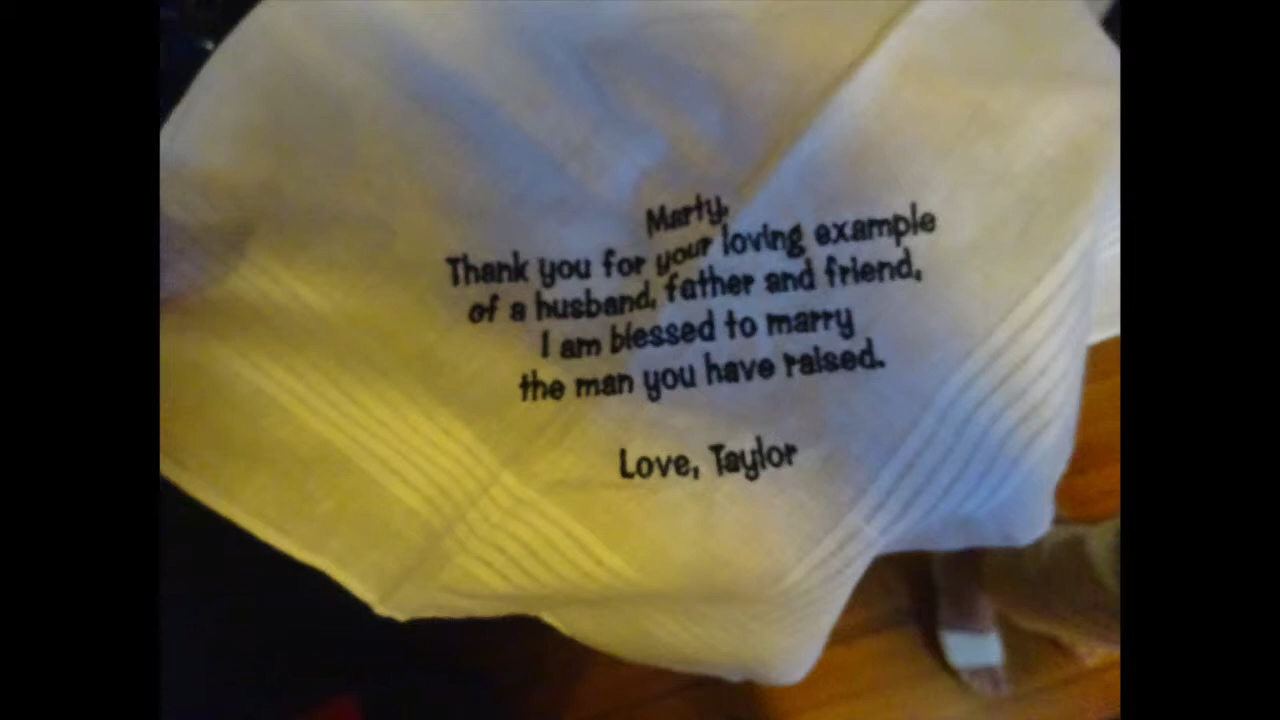 Marty,
Thank you for your loving example
of a husband, father and friend,
I am blessed to marry
the man you have raised.
Love, Taylor